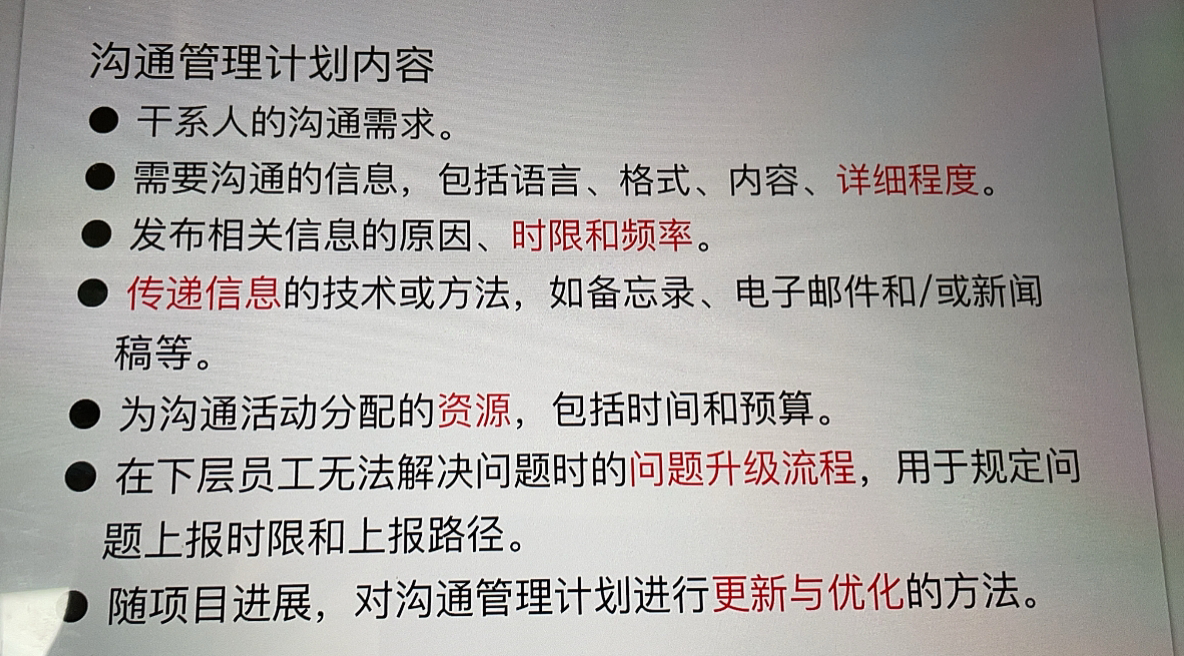 沟通管理计划内容
● 干系人的沟通需求。
● 需要沟通的信息，包括语言、格式、内容、详细程度。
● 发布相关信息的原因、时限和频率。
● 传递信息的技术或方法，如备忘录、电子邮件和/或新闻
稿等。
● 为沟通活动分配的资源，包括时间和预算。
● 在下层员工无法解决问题时的问题升级流程，用于规定问
题上报时限和上报路径。
● 随项目进展，对沟通管理计划进行更新与优化的方法。